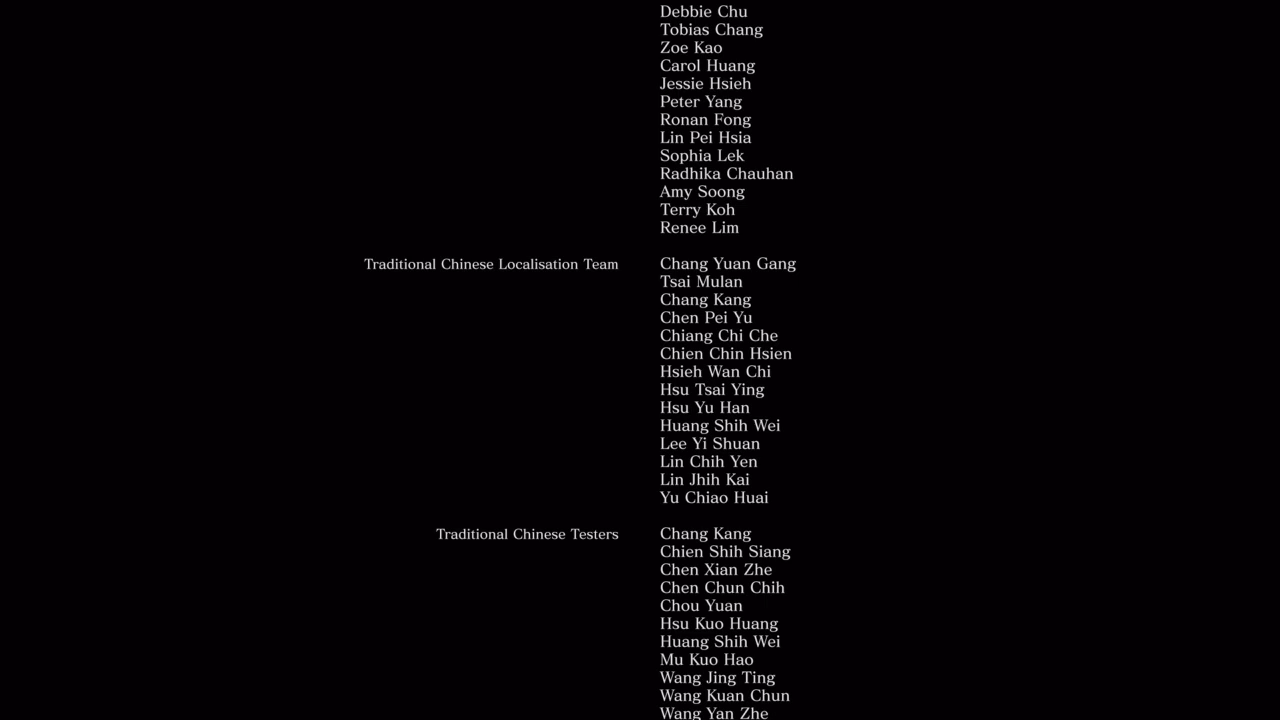 Debbie Chu
Tobias Chang
Zoe Kao
Carol Huang
Jessie Hsieh
Peter Yang
Ronan Fong
Lin Pei Hsia
Sophia Lek
Radhika Chauhan
Amy Soong
Terry Koh
Renee Lim
Traditional Chinese Localisation Team Chang Yuan Gang
Tsai Mulan
Chang Kang
Chen Pei Yu
Chiang Chi Che
Chien Chin Hsien
Hsieh Wan Chi
Hsu Tsai Ying
Hsu Yu Han
Huang Shih Wei
Lee Yi Shuan
Lin Chih Yen
Lin Jhih Kai
Yu Chiao Huai
Traditional Chinese Testers Chang Kang
Chien Shih Siang
Chen Xian Zhe
Chen Chun Chih
Chou Yuan
Hsu Kuo Huang
Huang Shih Wei
Mu Kuo Hao
Wang Jing Ting
Wang Kuan Chun
Wang Yan Zhe